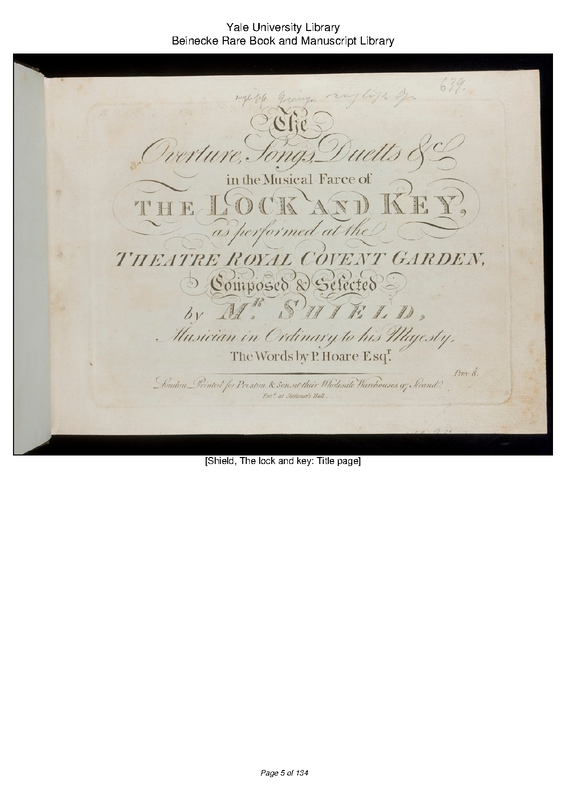 Yale University Library
Beinecke Rare Book and Manuscript Library
639.
The
Overture, Songs, Duetts &c
in the Musical Farce of
THE LOCK AND KEY,
as performed at the
THEATRE ROYAL COVENT GARDEN,
Composed & Selected
by MR SHIELD,
Musician in Ordinary to his Majesty,
The Words by P. Hoare Esqr.
London Printed for Preston & Son, at their Wholesale Warehouses 97 Strand.
Entd. at Stationer's Hall.
[Shield, The lock and key: Title page]
Page 5 of 134